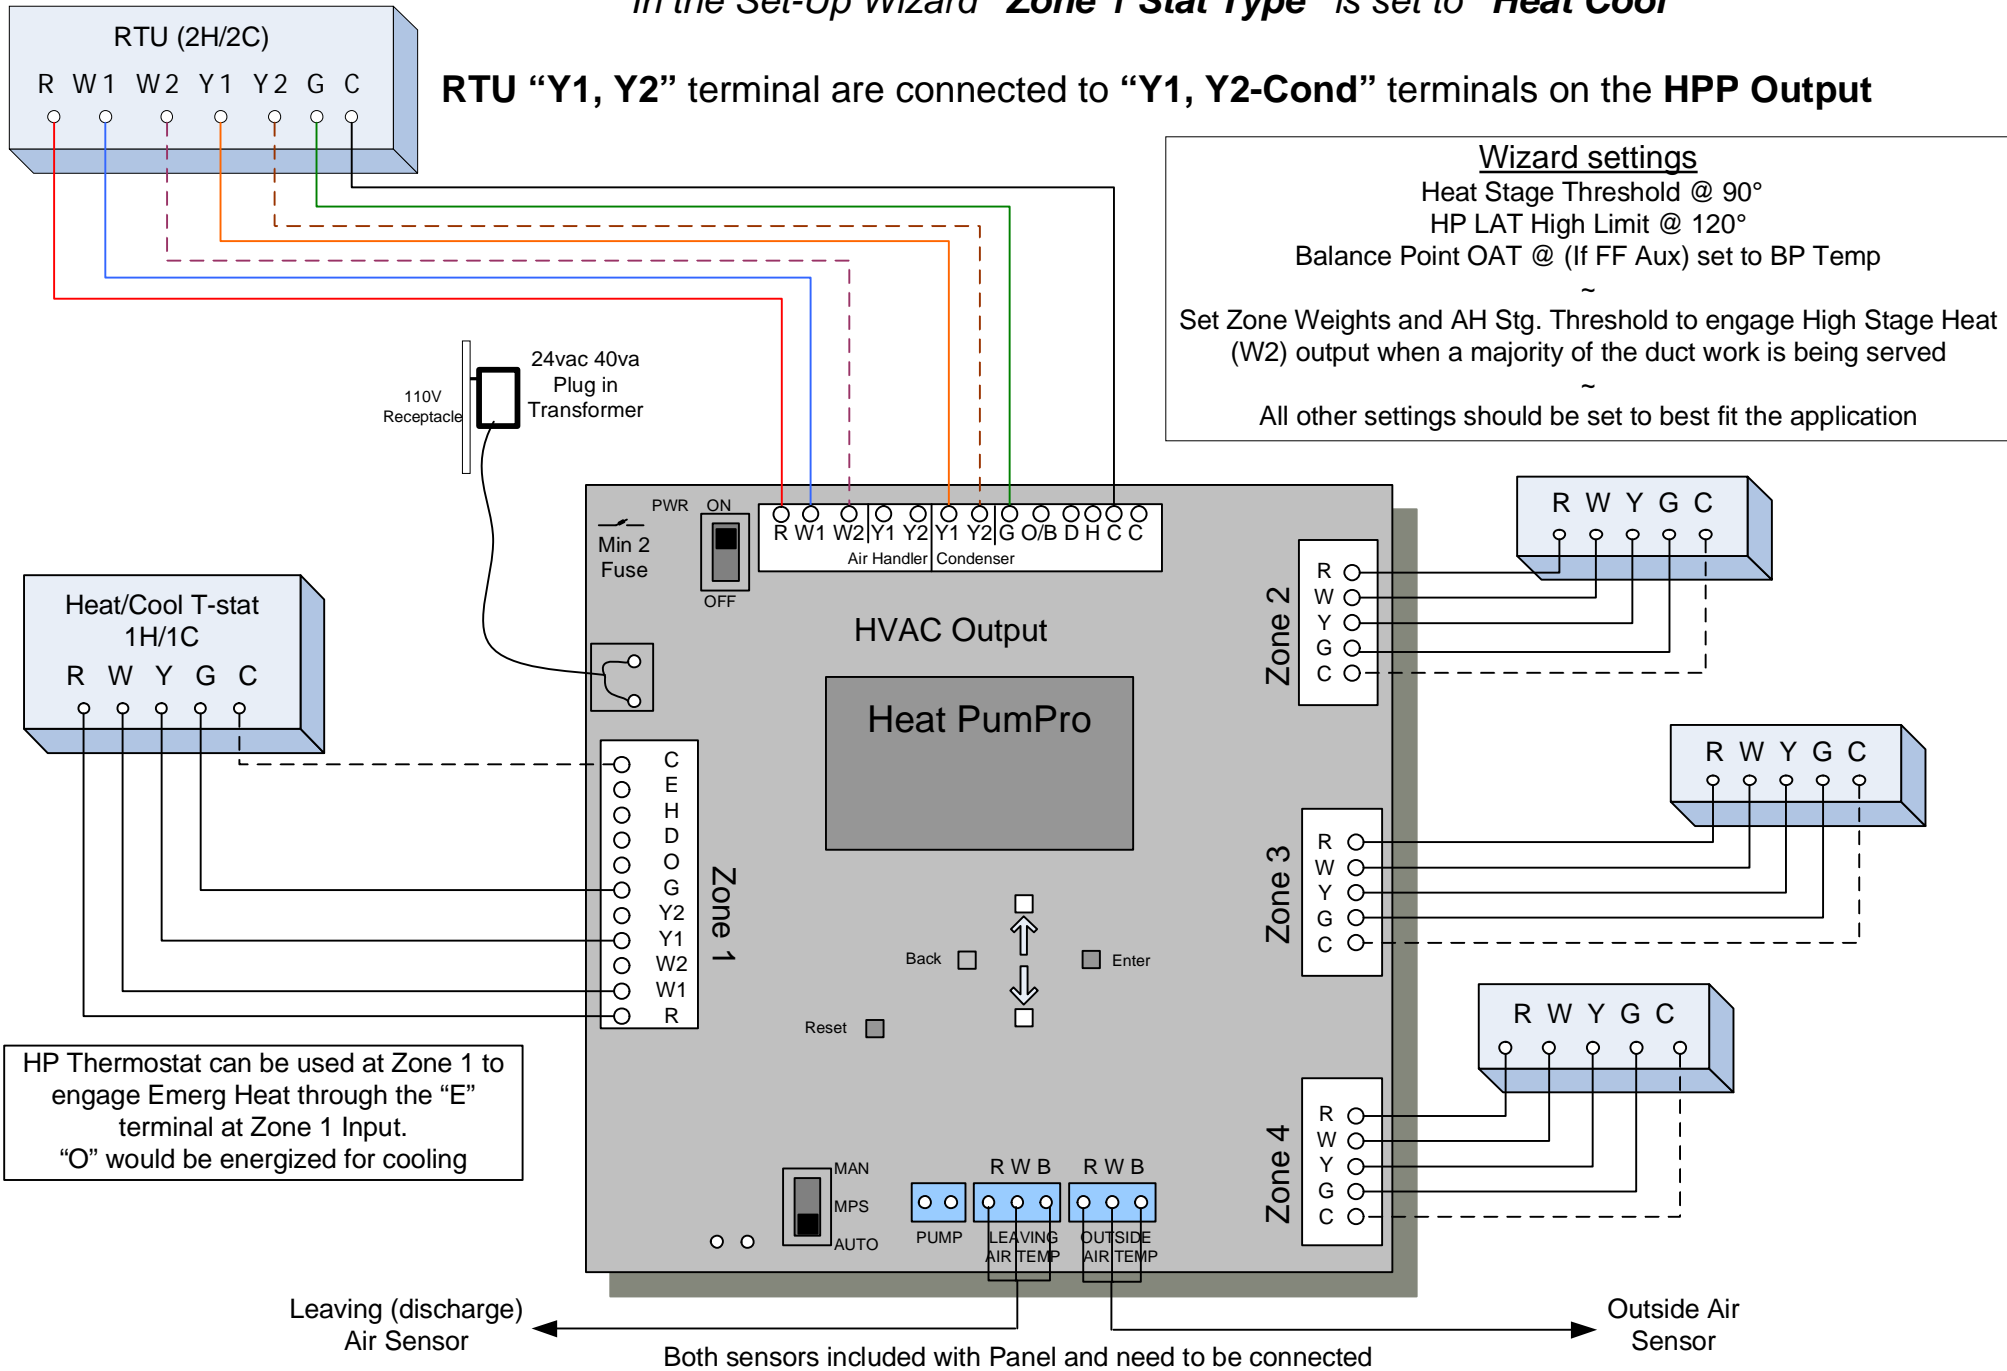 In the Set-Up Wizard "Zone 1 Stat Type" is set to "Heat Cool"
RTU (2H/2C)
R W1 W2 Y1 Y2 G C
RTU “Y1, Y2” terminal are connected to “Y1, Y2-Cond” terminals on the HPP Output
Wizard settings
Heat Stage Threshold @ 90°
HP LAT High Limit @ 120°
Balance Point OAT @ (If FF Aux) set to BP Temp
~
Set Zone Weights and AH Stg. Threshold to engage High Stage Heat
(W2) output when a majority of the duct work is being served
~
All other settings should be set to best fit the application
24vac 40va
Plug in
Transformer
110V
Receptacle
PWR ON
OFF
Min 2
Fuse
R W1 W2 Y1 Y2 Y1 Y2 G O/B D H C C
Air Handler Condenser
HVAC Output
Heat PumPro
Heat/Cool T-stat
1H/1C
R W Y G C
C
E
H
D
O
G
Y2
Y1
W2
W1
R
Zone 1
R W Y G C
Zone 2
R
W
Y
G
C
R W Y G C
Zone 3
R
W
Y
G
C
R W Y G C
Zone 4
R
W
Y
G
C
Back
Enter
Reset
HP Thermostat can be used at Zone 1 to
engage Emerg Heat through the “E”
terminal at Zone 1 Input.
“O” would be energized for cooling
MAN
MPS
AUTO
PUMP
R W B
LEAVING
AIR TEMP
R W B
OUTSIDE
AIR TEMP
Leaving (discharge)
Air Sensor
Outside Air
Sensor
Both sensors included with Panel and need to be connected